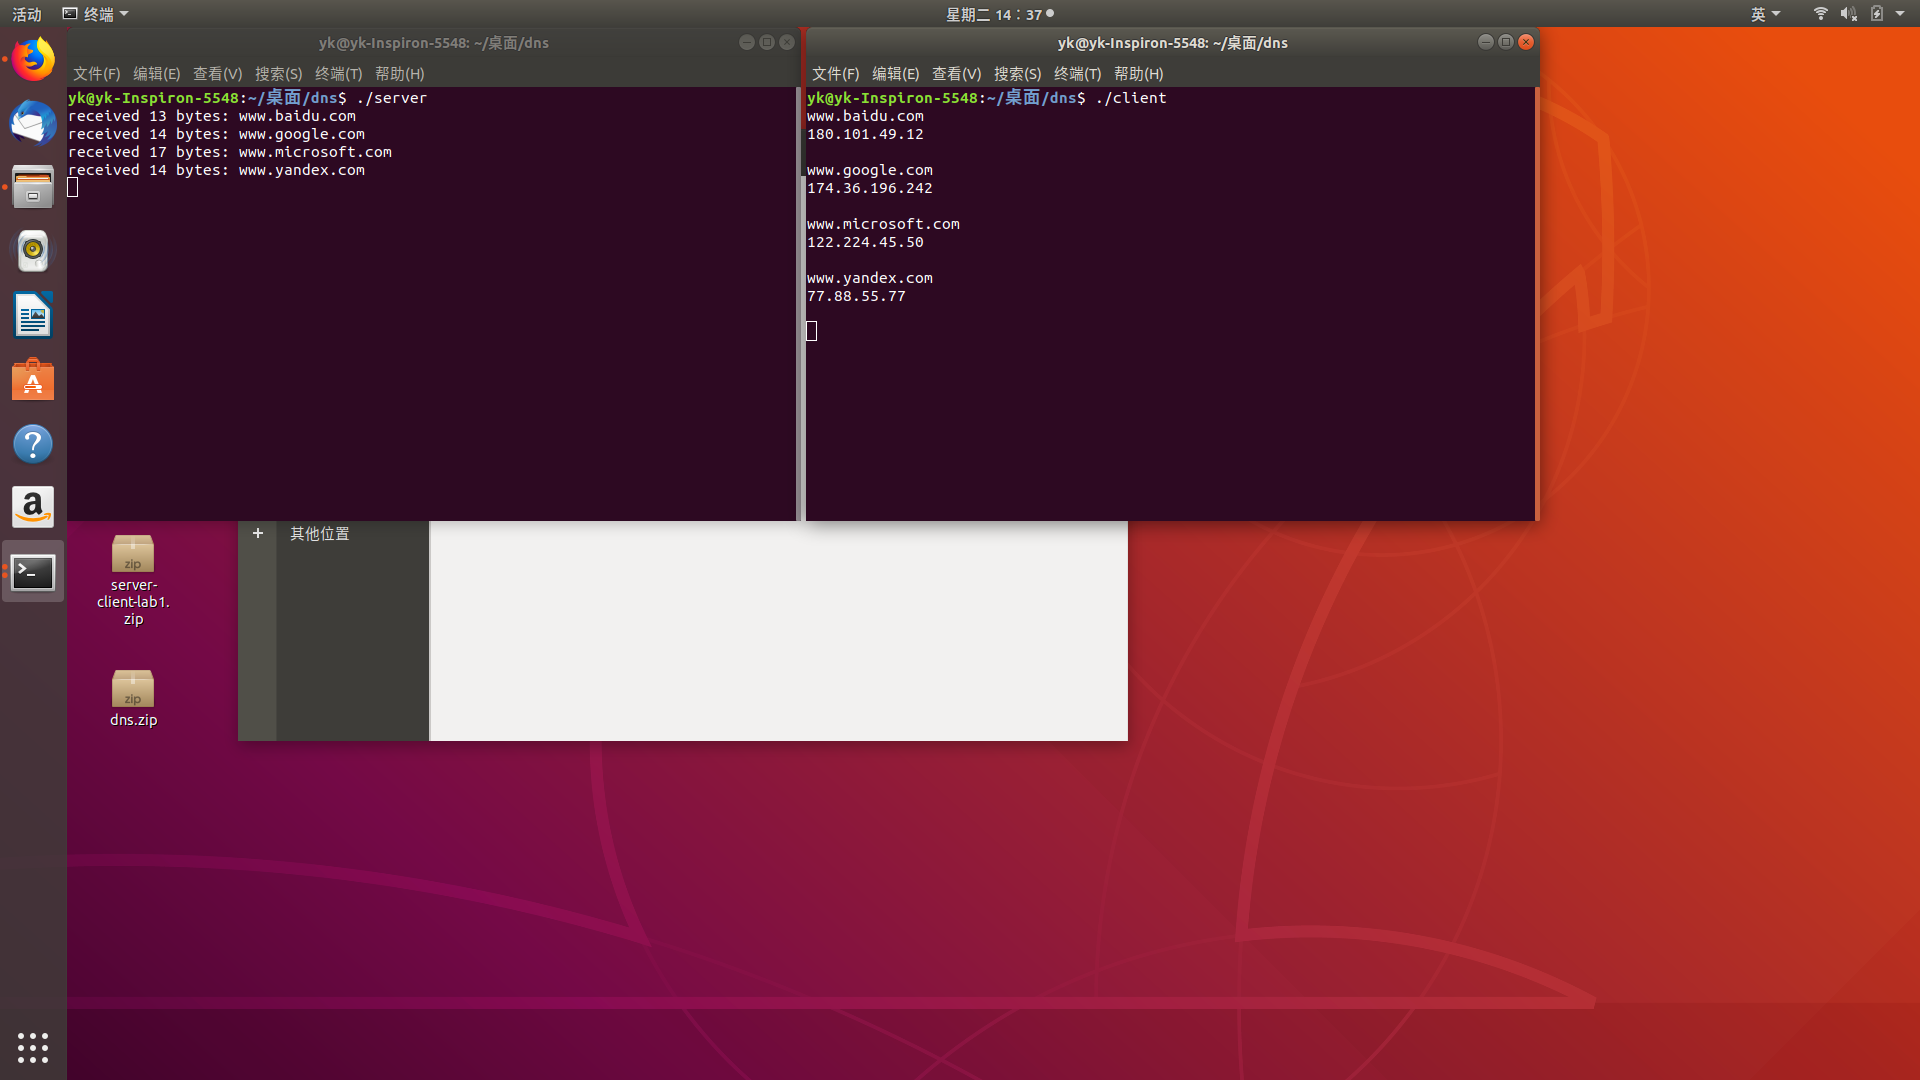 活动 终端 星期二 14：37 英
yk@yk-Inspiron-5548: ~/桌面/dns
文件(F) 编辑(E) 查看(V) 搜索(S) 终端(T) 帮助(H)
yk@yk-Inspiron-5548:~/桌面/dns$ ./server
received 13 bytes: www.baidu.com
received 14 bytes: www.google.com
received 17 bytes: www.microsoft.com
received 14 bytes: www.yandex.com
yk@yk-Inspiron-5548: ~/桌面/dns
文件(F) 编辑(E) 查看(V) 搜索(S) 终端(T) 帮助(H)
yk@yk-Inspiron-5548:~/桌面/dns$ ./client
www.baidu.com
180.101.49.12
www.google.com
174.36.196.242
www.microsoft.com
122.224.45.50
www.yandex.com
77.88.55.77
+ 其他位置
zip
server-
client-lab1.
zip
zip
dns.zip